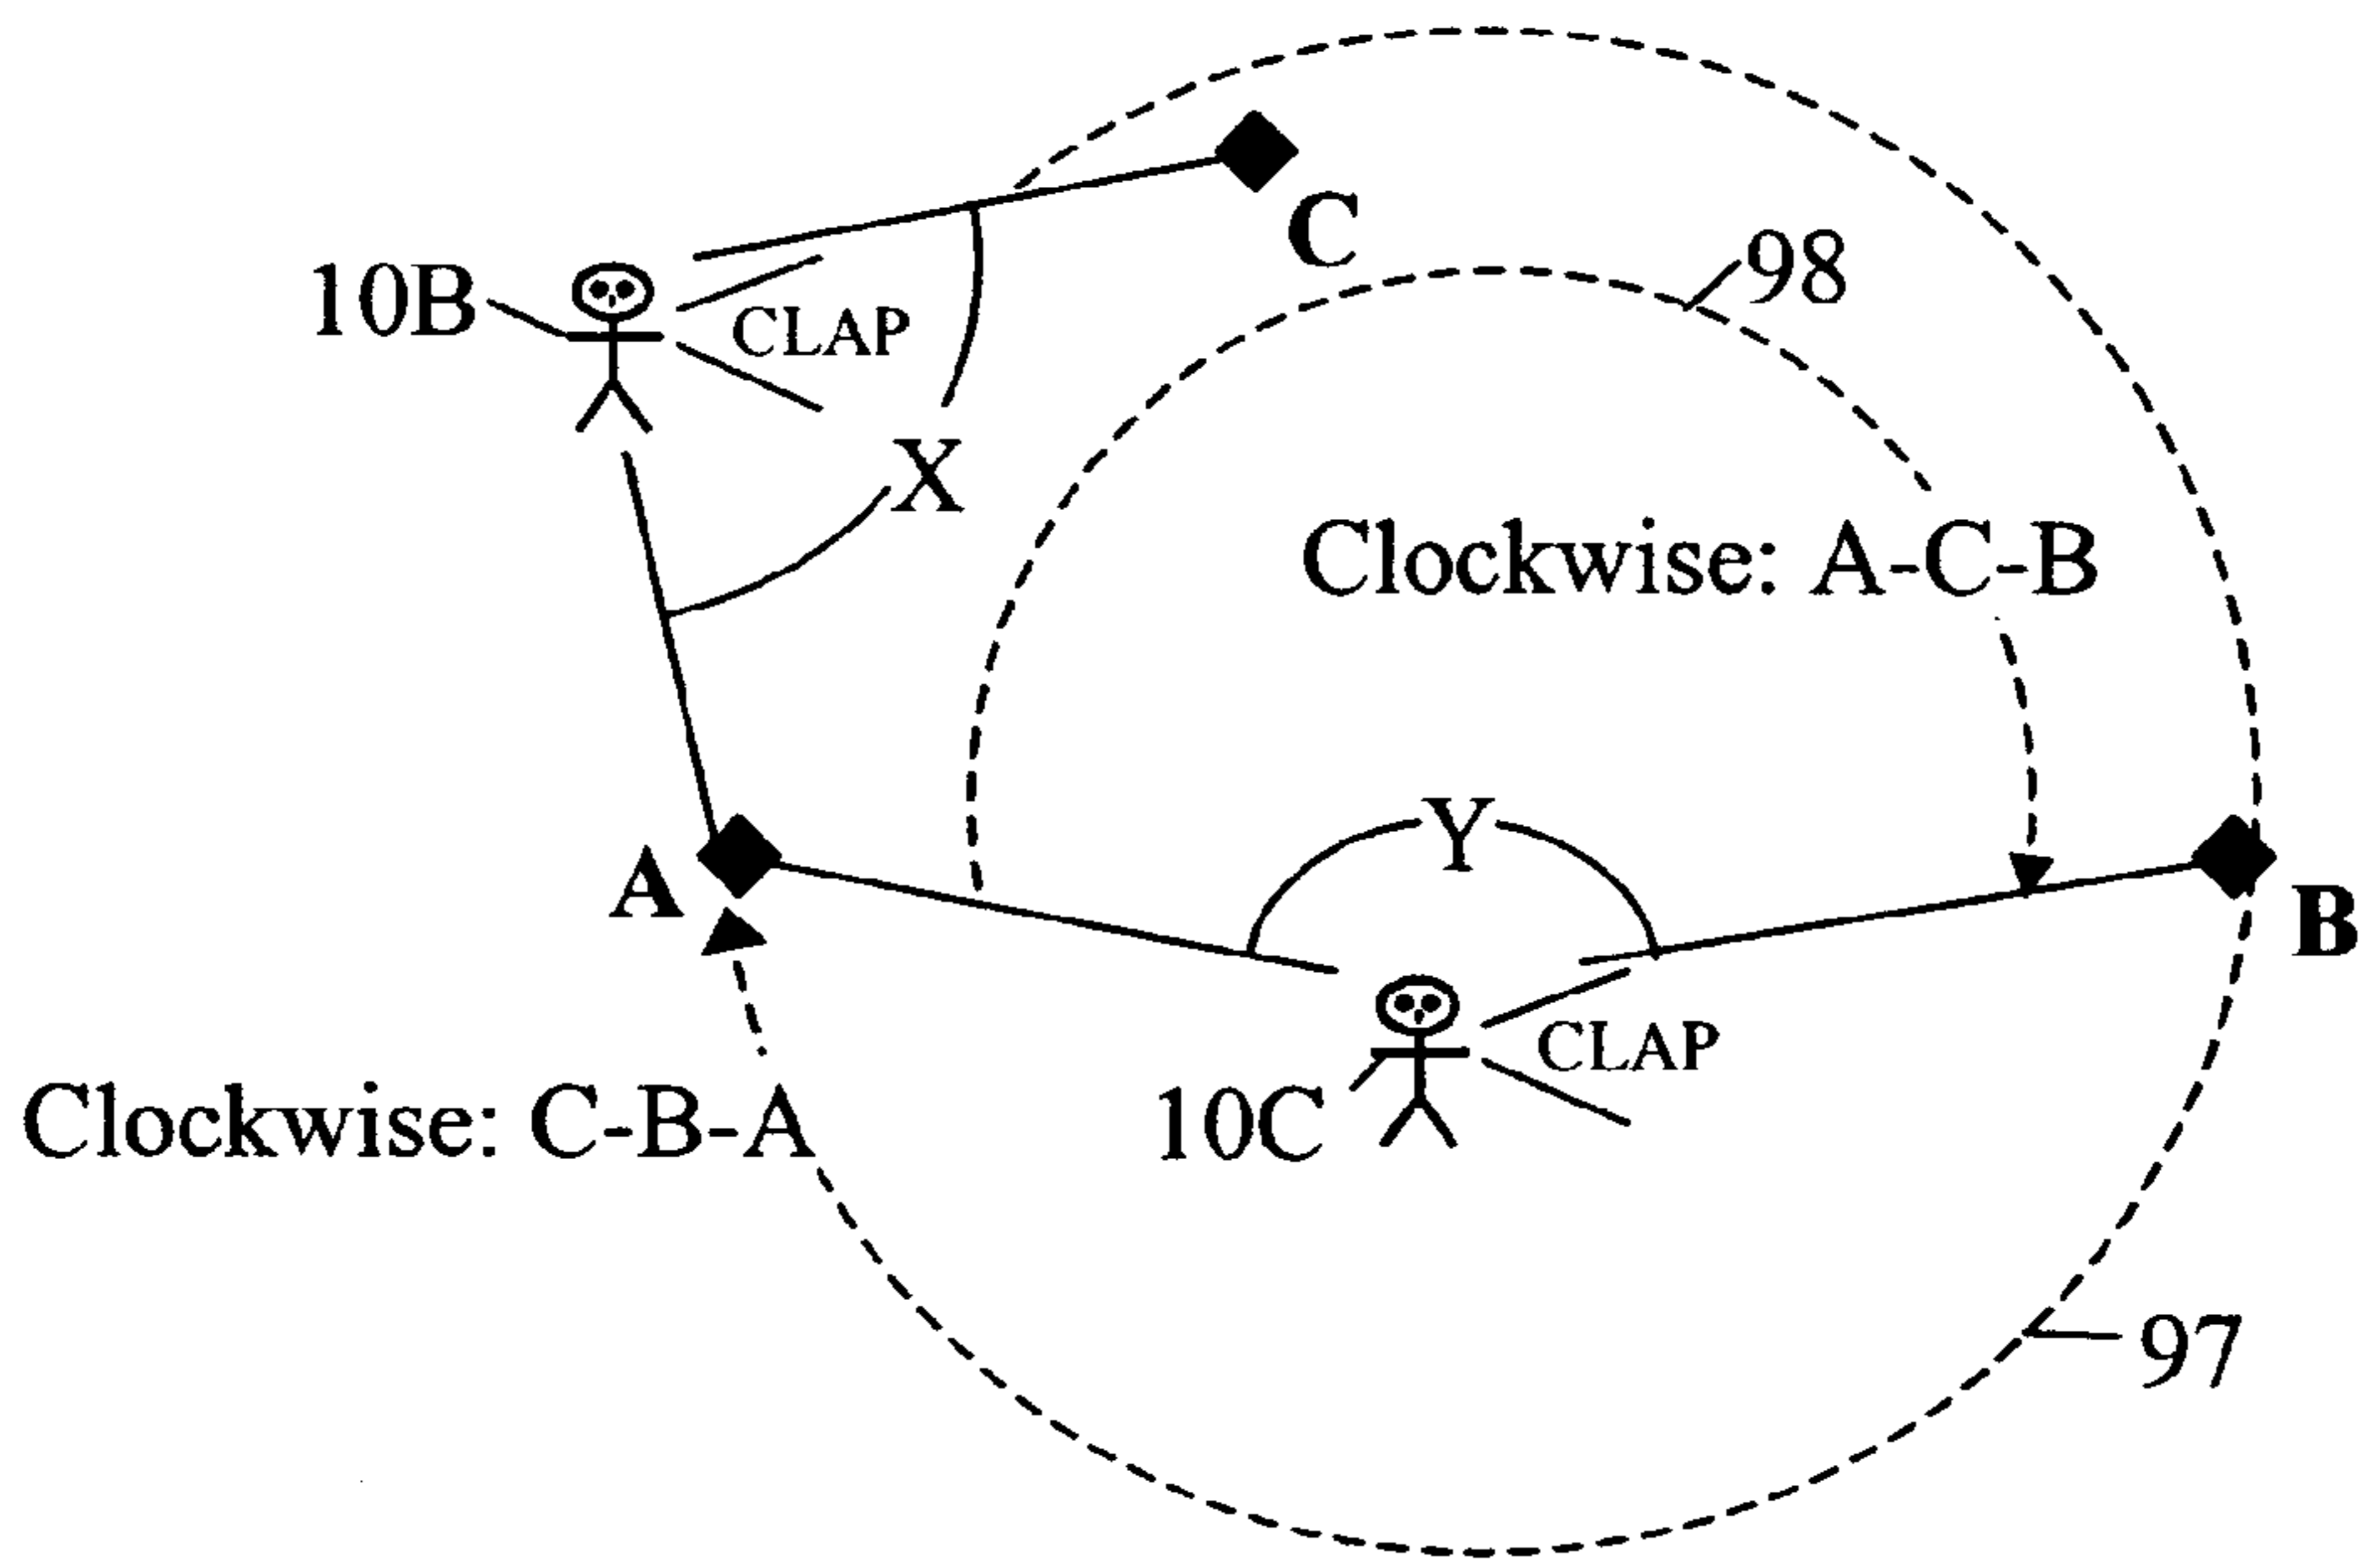 C
98
10B
CLAP
X
Clockwise: A-C-B
Y
A
B
CLAP
Clockwise: C-B-A
10C
97